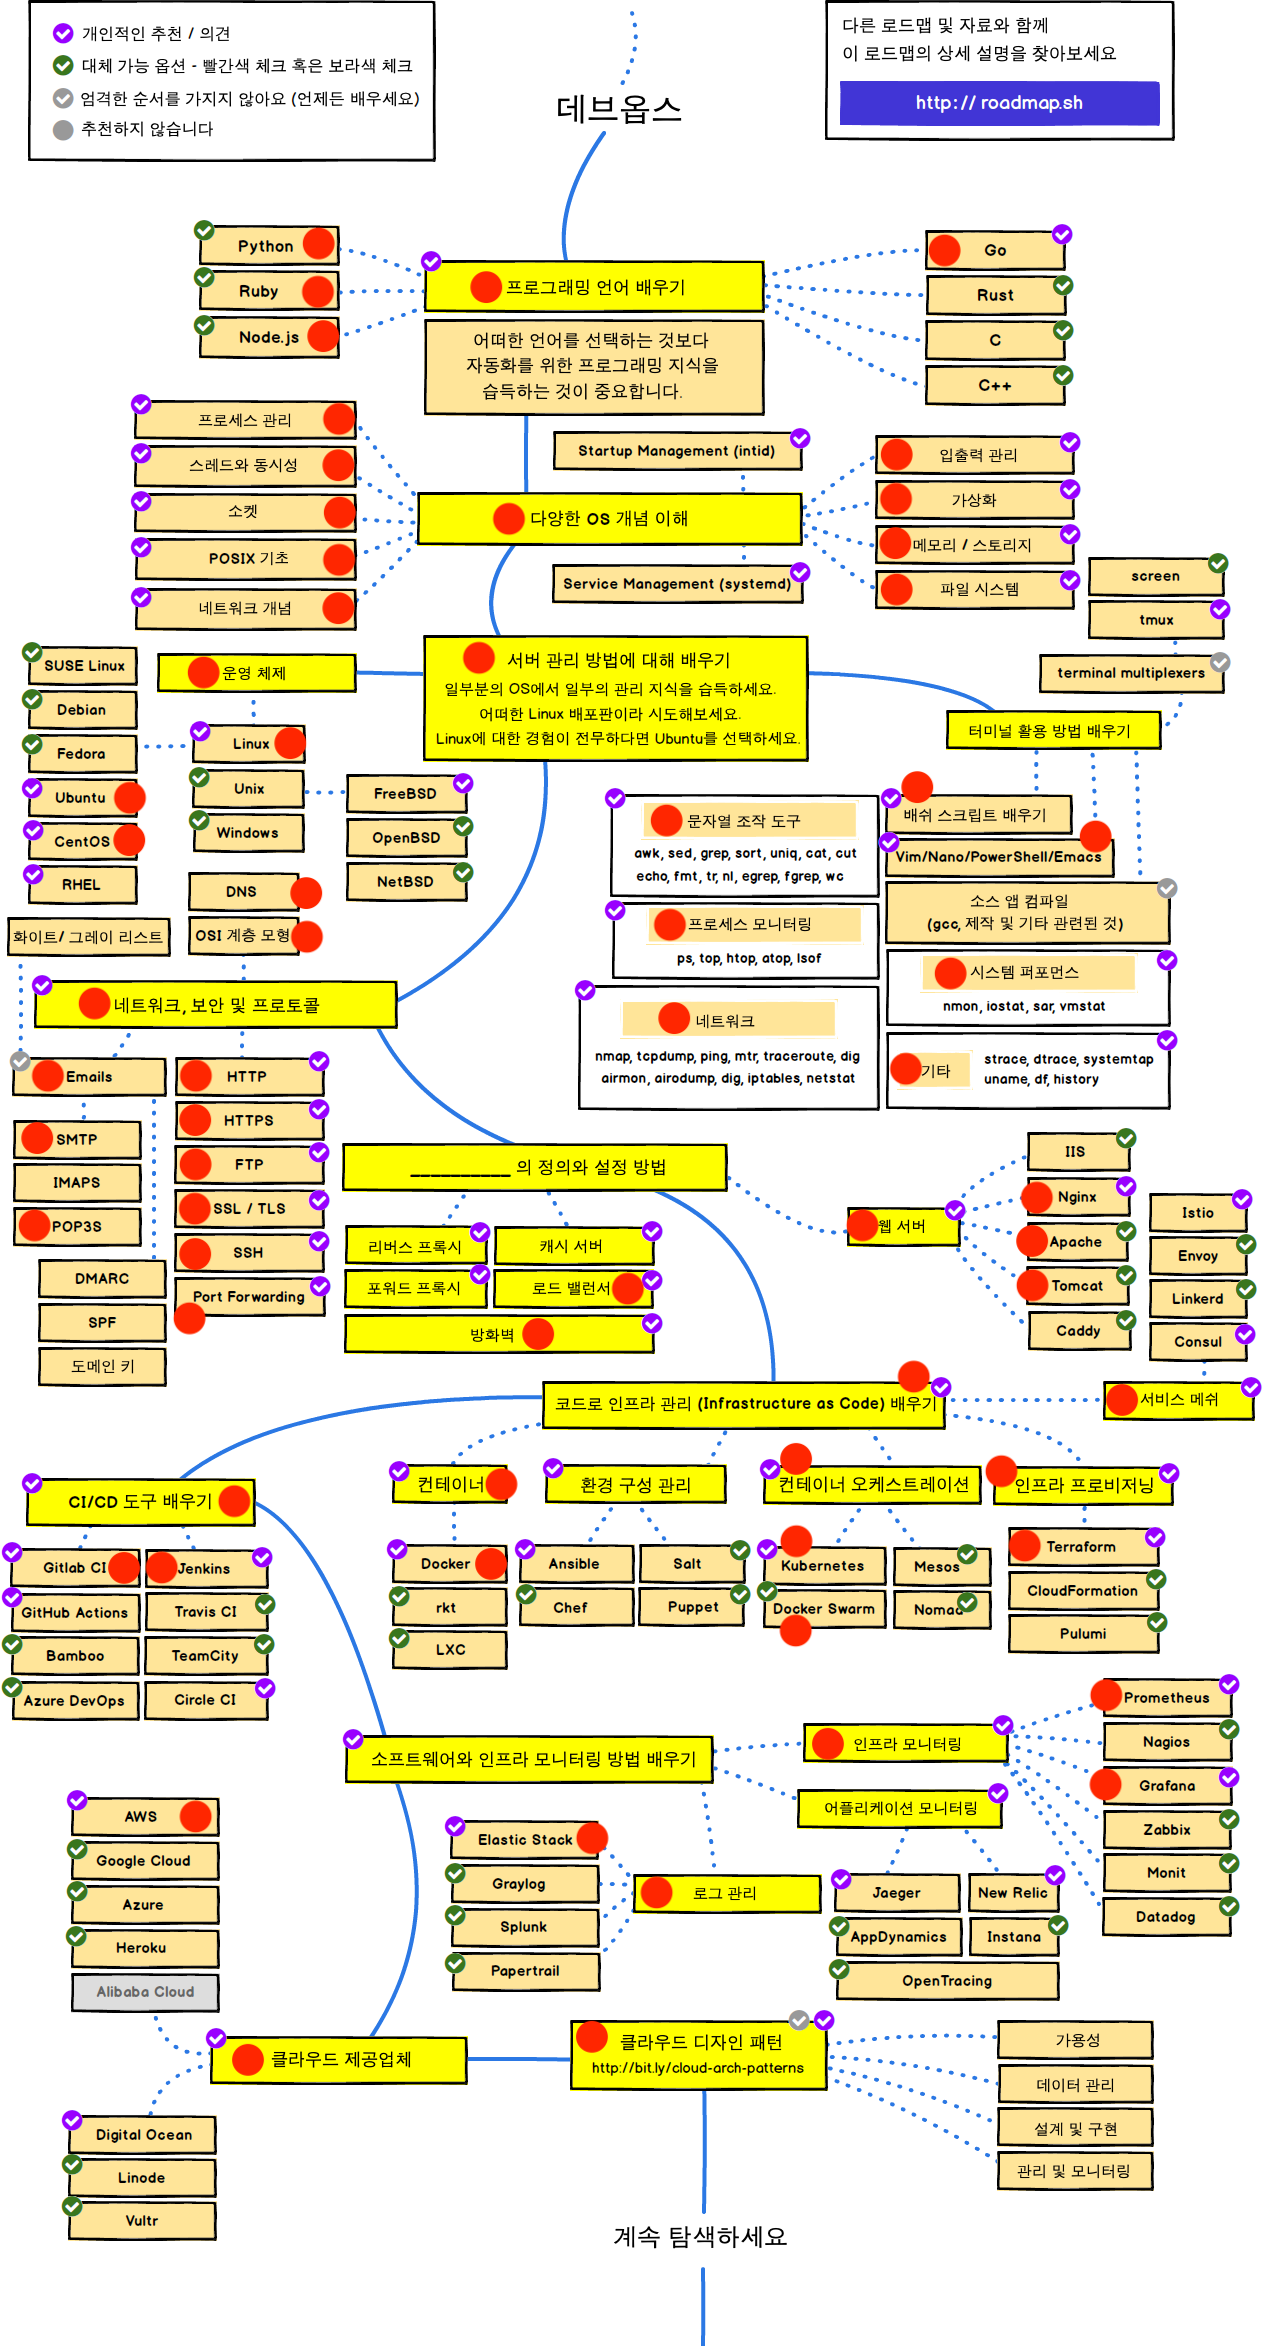 개인적인 추천 / 의견
대체 가능 옵션 - 빨간색 체크 혹은 보라색 체크
엄격한 순서를 가지지 않아요 (언제든 배우세요)
추천하지 않습니다
다른 로드맵 및 자료와 함께
이 로드맵의 상세 설명을 찾아보세요
http:// roadmap.sh
데브옵스
Python
Ruby
Node.js
프로그래밍 언어 배우기
어떠한 언어를 선택하는 것보다
자동화를 위한 프로그래밍 지식을
습득하는 것이 중요합니다.
Go
Rust
C
C++
프로세스 관리
스레드와 동시성
소켓
POSIX 기초
네트워크 개념
Startup Management (intid)
다양한 OS 개념 이해
Service Management (systemd)
입출력 관리
가상화
메모리 / 스토리지
파일 시스템
screen
tmux
terminal multiplexers
터미널 활용 방법 배우기
서버 관리 방법에 대해 배우기
일부분의 OS에서 일부의 관리 지식을 습득하세요.
어떠한 Linux 배포판이라 시도해보세요.
Linux에 대한 경험이 전무하다면 Ubuntu를 선택하세요.
운영 체제
SUSE Linux
Debian
Fedora
Ubuntu
CentOS
RHEL
Linux
Unix
Windows
FreeBSD
OpenBSD
NetBSD
DNS
OSI 계층 모형
화이트/ 그레이 리스트
네트워크, 보안 및 프로토콜
문자열 조작 도구
awk, sed, grep, sort, uniq, cat, cut
echo, fmt, tr, nl, egrep, fgrep, wc
프로세스 모니터링
ps, top, htop, atop, lsof
네트워크
nmap, tcpdump, ping, mtr, traceroute, dig
airmon, airodump, dig, iptables, netstat
배쉬 스크립트 배우기
Vim/Nano/PowerShell/Emacs
소스 앱 컴파일
(gcc, 제작 및 기타 관련된 것)
시스템 퍼포먼스
nmon, iostat, sar, vmstat
기타
strace, dtrace, systemtap
uname, df, history
Emails
SMTP
IMAPS
POP3S
DMARC
SPF
도메인 키
HTTP
HTTPS
FTP
SSL / TLS
SSH
Port Forwarding
___________ 의 정의와 설정 방법
리버스 프록시
캐시 서버
포워드 프록시
로드 밸런서
방화벽
웹 서버
IIS
Nginx
Apache
Tomcat
Caddy
Istio
Envoy
Linkerd
Consul
서비스 메쉬
코드로 인프라 관리 (Infrastructure as Code) 배우기
컨테이너
환경 구성 관리
컨테이너 오케스트레이션
인프라 프로비저닝
Docker
rkt
LXC
Ansible
Salt
Chef
Puppet
Kubernetes
Mesos
Docker Swarm
Nomad
Terraform
CloudFormation
Pulumi
CI/CD 도구 배우기
Gitlab CI
Jenkins
GitHub Actions
Travis CI
Bamboo
TeamCity
Azure DevOps
Circle CI
소프트웨어와 인프라 모니터링 방법 배우기
인프라 모니터링
Prometheus
Nagios
Grafana
Zabbix
Monit
Datadog
어플리케이션 모니터링
Jaeger
New Relic
AppDynamics
Instana
OpenTracing
로그 관리
Elastic Stack
Graylog
Splunk
Papertrail
AWS
Google Cloud
Azure
Heroku
Alibaba Cloud
클라우드 제공업체
Digital Ocean
Linode
Vultr
클라우드 디자인 패턴
http://bit.ly/cloud-arch-patterns
가용성
데이터 관리
설계 및 구현
관리 및 모니터링
계속 탐색하세요